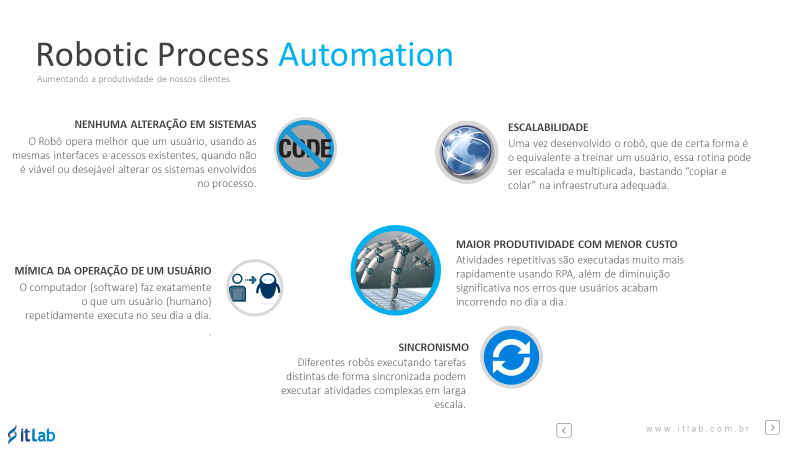 Robotic Process Automation
Aumentando a produtividade de nossos clientes
NENHUMA ALTERAÇÃO EM SISTEMAS
O Robô opera melhor que um usuário, usando as
mesmas interfaces e acessos existentes, quando não
é viável ou desejável alterar os sistemas envolvidos
no processo.
CODE
ESCALABILIDADE
Uma vez desenvolvido o robô, que de certa forma é
o equivalente a treinar um usuário, essa rotina pode
ser escalada e multiplicada, bastando “copiar e
colar” na infraestrutura adequada.
MAIOR PRODUTIVIDADE COM MENOR CUSTO
Atividades repetitivas são executadas muito mais
rapidamente usando RPA, além de diminuição
significativa nos erros que usuários acabam
incorrendo no dia a dia.
MÍMICA DA OPERAÇÃO DE UM USUÁRIO
O computador (software) faz exatamente
o que um usuário (humano)
repetidamente executa no seu dia a dia.
.
SINCRONISMO
Diferentes robôs executando tarefas
distintas de forma sincronizada podem
executar atividades complexas em larga
escala.
itlab
www.itlab.com.br